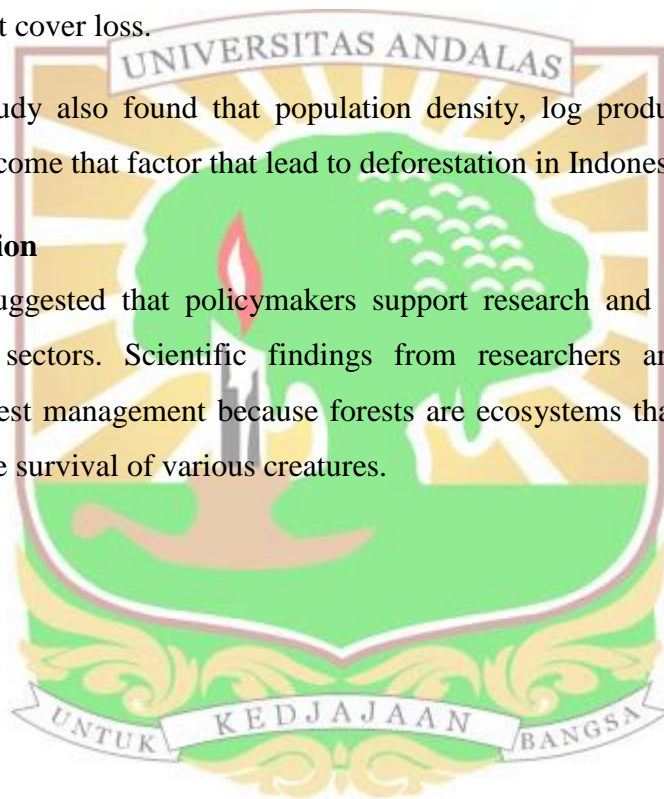 t cover loss.
UNIVERSITAS ANDALAS
udy also found that population density, log produ
come that factor that lead to deforestation in Indones
ion
uggested that policymakers support research and
sectors. Scientific findings from researchers ar
est management because forests are ecosystems tha
e survival of various creatures.
UNTUK KEDJAJAAN BANGSA